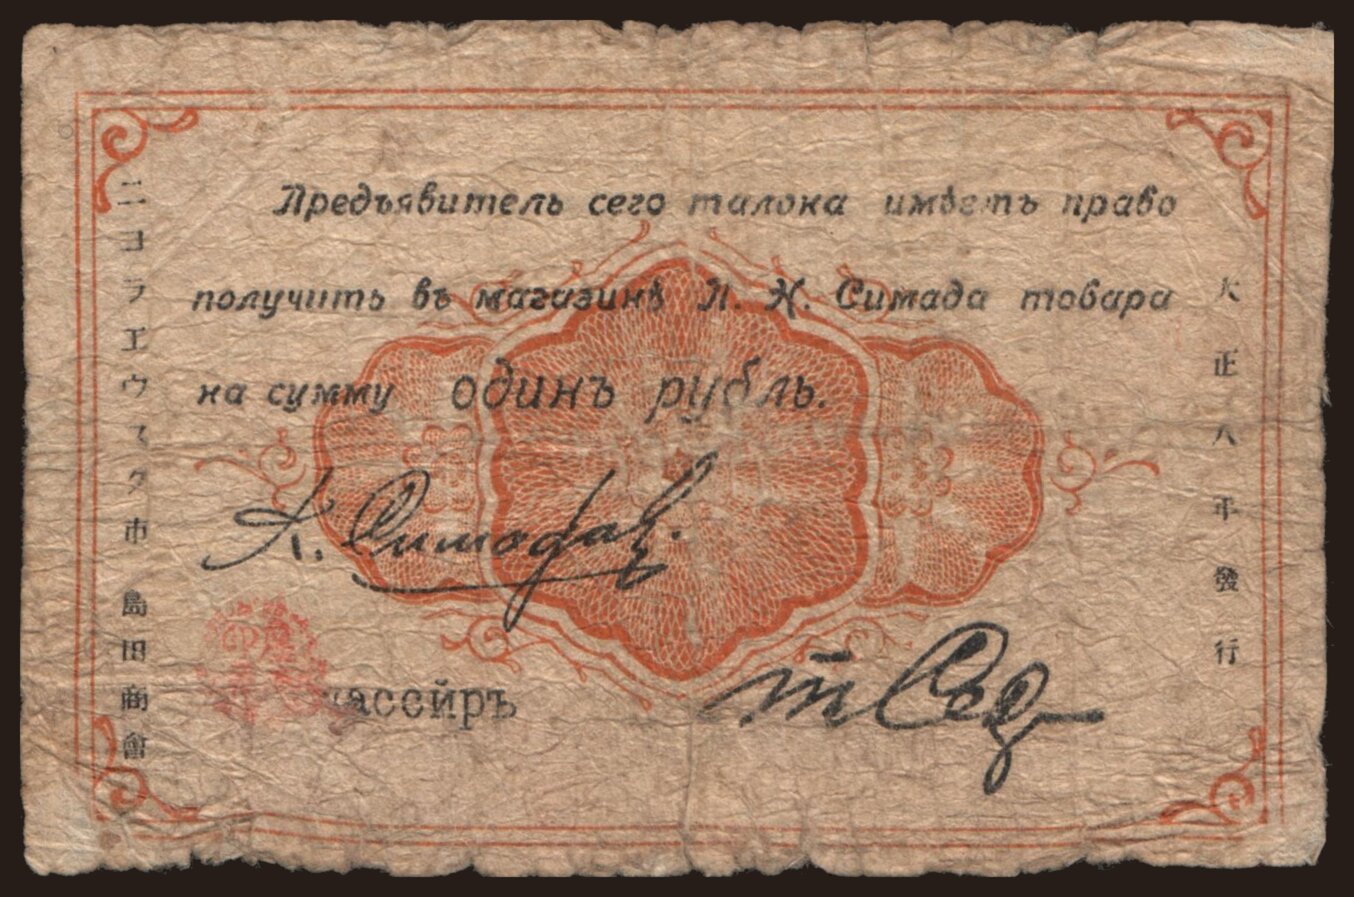 Предъявитель сего талона имѣетъ право
получить въ магазинѣ П. Н. Симада товара
на сумму одинъ рубль.
кассиръ
ニコラエウスク市島田商會
大正八年發行